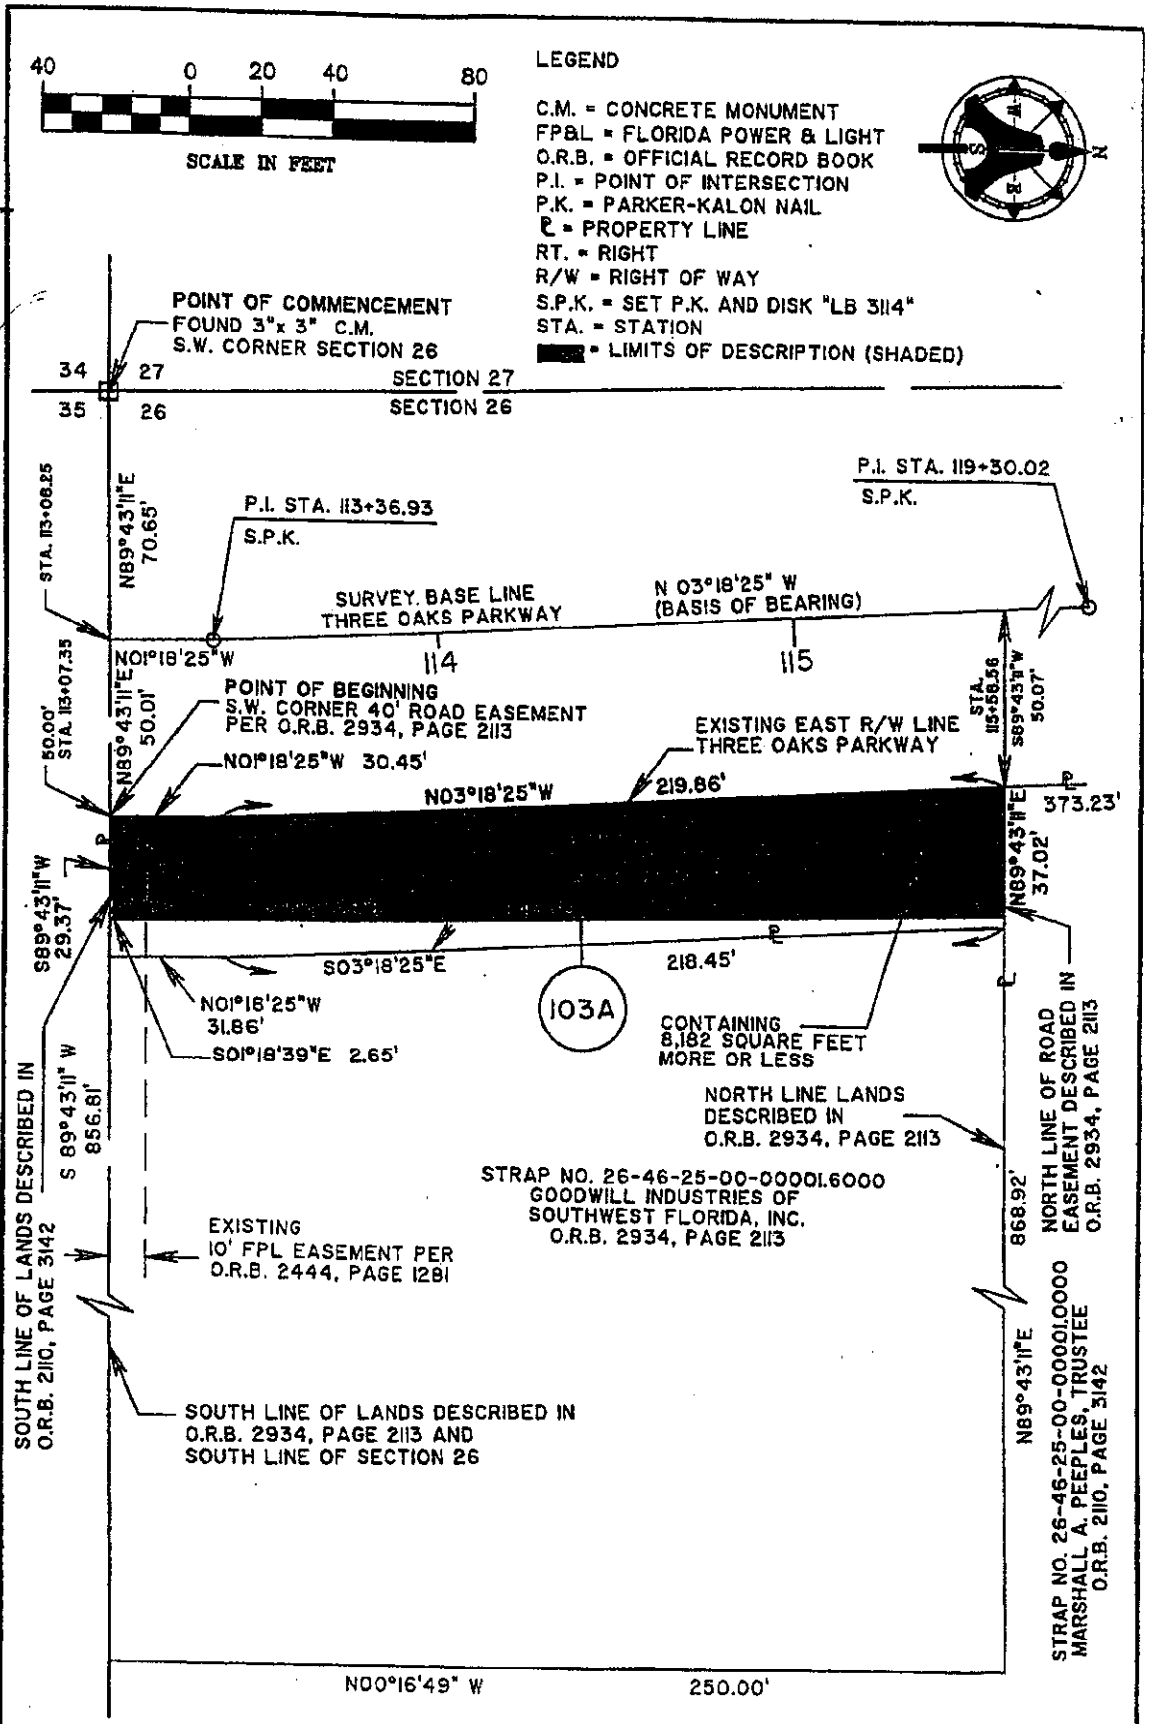 40 0 20 40 80
SCALE IN FEET
LEGEND
C.M. = CONCRETE MONUMENT
FP&L = FLORIDA POWER & LIGHT
O.R.B. = OFFICIAL RECORD BOOK
P.I. = POINT OF INTERSECTION
P.K. = PARKER-KALON NAIL
P = PROPERTY LINE
RT. = RIGHT
R/W = RIGHT OF WAY
S.P.K. = SET P.K. AND DISK "LB 3114"
STA. = STATION
= LIMITS OF DESCRIPTION (SHADED)
W
S
N
E
POINT OF COMMENCEMENT
FOUND 3"x 3" C.M.
S.W. CORNER SECTION 26
34 27
35 26
SECTION 27
SECTION 26
STA. 113+08.25
N89°43'11"E
70.65'
P.I. STA. 113+36.93
S.P.K.
P.I. STA. 119+30.02
S.P.K.
SURVEY BASE LINE
THREE OAKS PARKWAY
N 03°18'25" W
(BASIS OF BEARING)
N01°18'25"W
114
115
50.00'
STA. 113+07.35
N89°43'11"E
50.01'
POINT OF BEGINNING
S.W. CORNER 40' ROAD EASEMENT
PER O.R.B. 2934, PAGE 2113
N01°18'25"W 30.45'
EXISTING EAST R/W LINE
THREE OAKS PARKWAY
STA.
115+58.56
S89°43'11"W
50.07'
N03°18'25"W
219.86'
P
373.23'
P
N89°43'11"E
37.02'
S89°43'11"W
29.37'
S03°18'25"E
218.45'
P
P
N01°18'25"W
31.86'
S01°18'39"E 2.65'
103A
CONTAINING
8,182 SQUARE FEET
MORE OR LESS
SOUTH LINE OF LANDS DESCRIBED IN
O.R.B. 2110, PAGE 3142
S 89°43'11" W
856.81'
NORTH LINE LANDS
DESCRIBED IN
O.R.B. 2934, PAGE 2113
NORTH LINE OF ROAD
EASEMENT DESCRIBED IN
O.R.B. 2934, PAGE 2113
868.92'
STRAP NO. 26-46-25-00-00001.6000
GOODWILL INDUSTRIES OF
SOUTHWEST FLORIDA, INC.
O.R.B. 2934, PAGE 2113
EXISTING
10' FPL EASEMENT PER
O.R.B. 2444, PAGE 1281
SOUTH LINE OF LANDS DESCRIBED IN
O.R.B. 2934, PAGE 2113 AND
SOUTH LINE OF SECTION 26
N89°43'11"E
STRAP NO. 26-46-25-00-00001.0000
MARSHALL A. PEEPLES, TRUSTEE
O.R.B. 2110, PAGE 3142
N00°16'49" W
250.00'